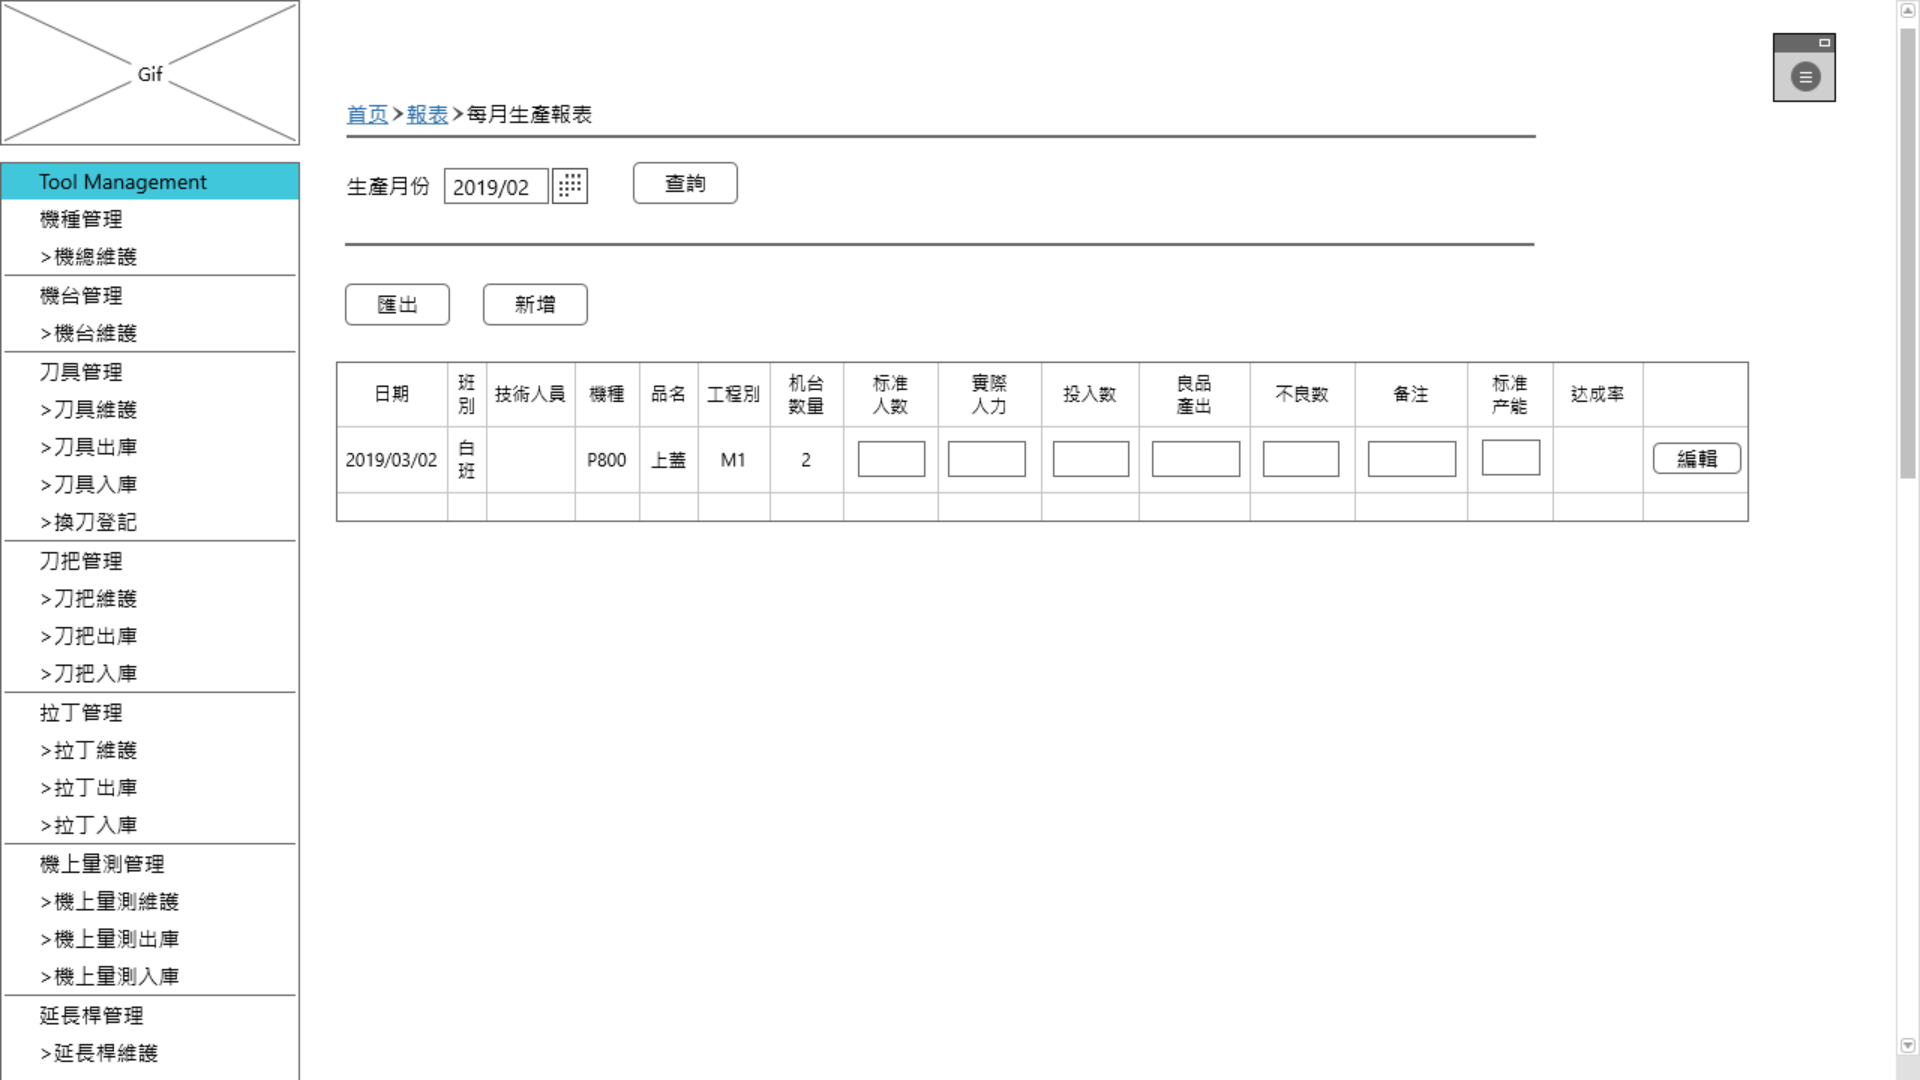 Gif
首页>報表>每月生產報表
生產月份 2019/02 查詢
匯出 新增
Tool Management
機種管理
>機總維護
機台管理
>機台維護
刀具管理
>刀具維護
>刀具出庫
>刀具入庫
>換刀登記
刀把管理
>刀把維護
>刀把出庫
>刀把入庫
拉丁管理
>拉丁維護
>拉丁出庫
>拉丁入庫
機上量測管理
>機上量測維護
>機上量測出庫
>機上量測入庫
延長桿管理
>延長桿維護
日期
班
別
技術人員
機種
品名
工程別
机台
数量
标准
人数
實際
人力
投入數
良品
產出
不良數
备注
标准
产能
达成率
2019/03/02
白
班
P800
上蓋
M1
2
編輯